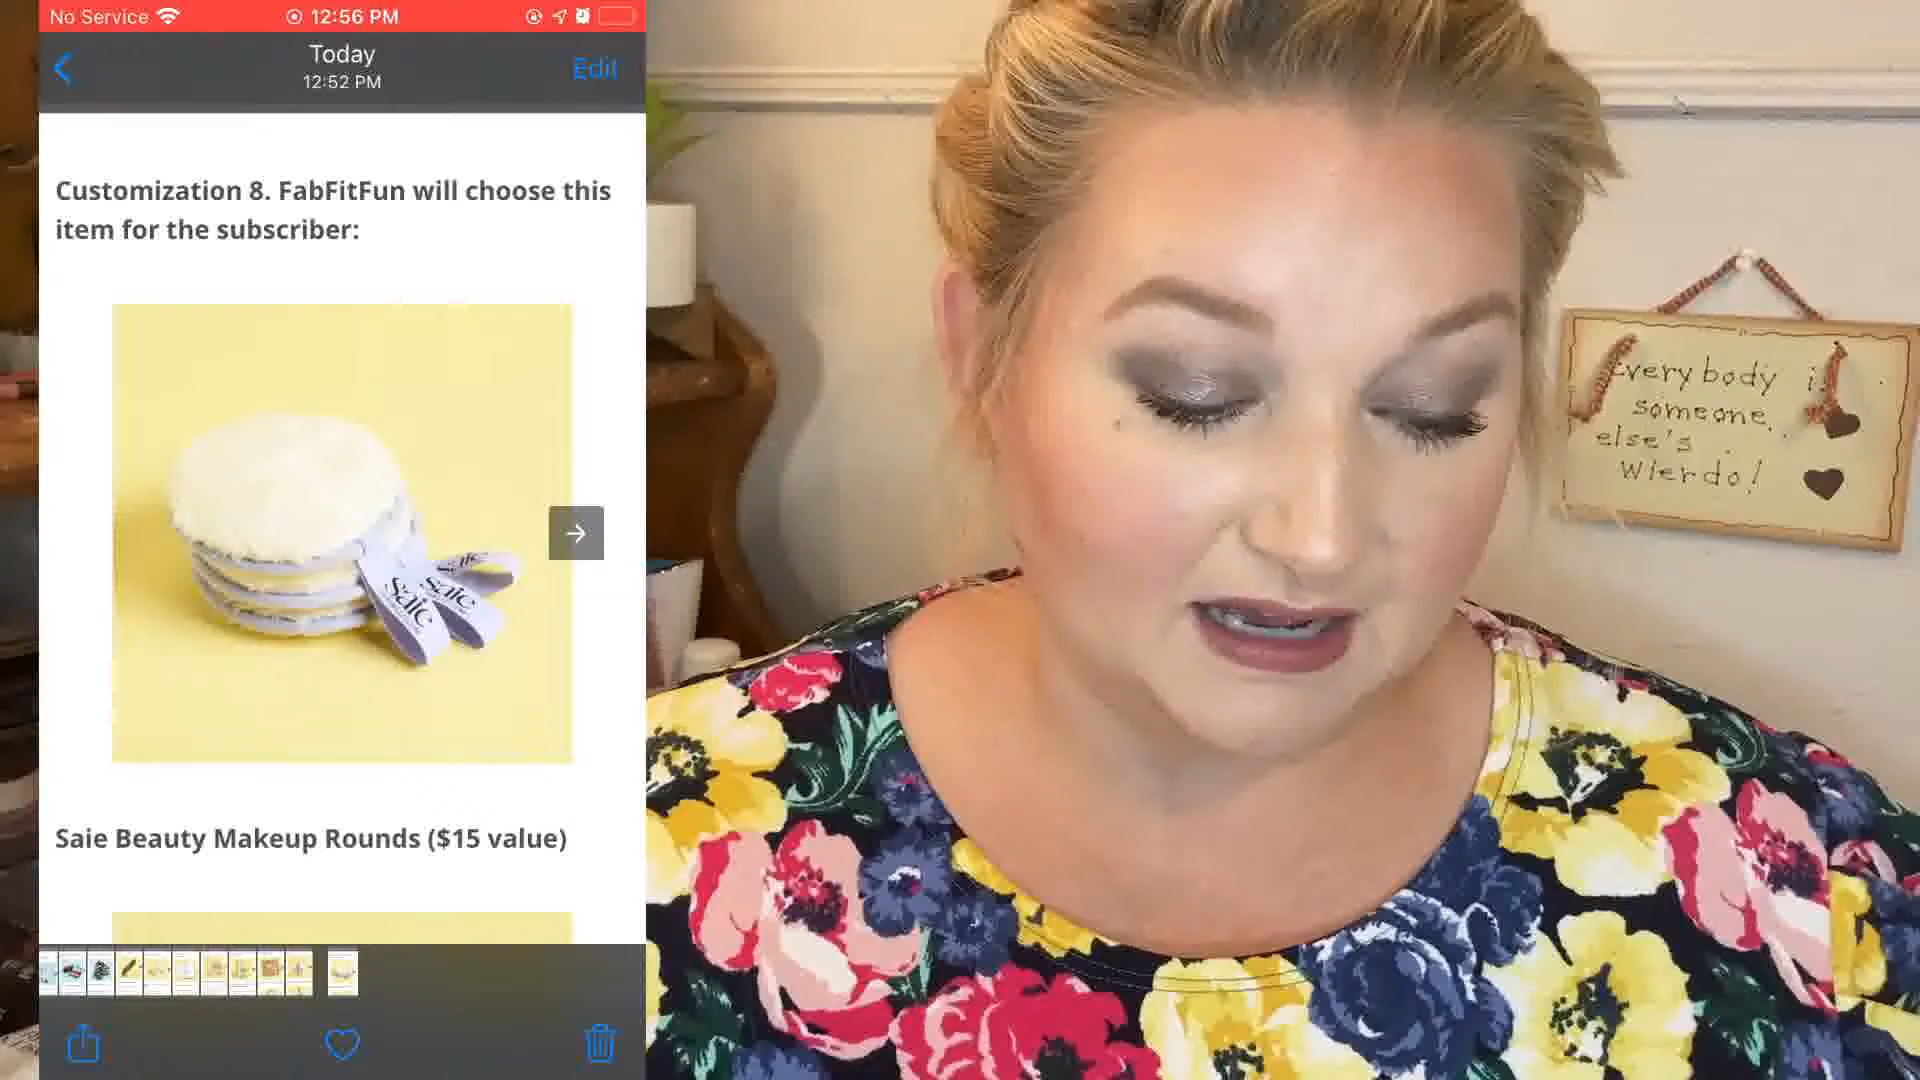 No Service
12:56 PM
Today
12:52 PM
Edit
Customization 8. FabFitFun will choose this
item for the subscriber:
saie
saie
saie
Saie Beauty Makeup Rounds ($15 value)
Every body is
someone
else's
Wierdo!